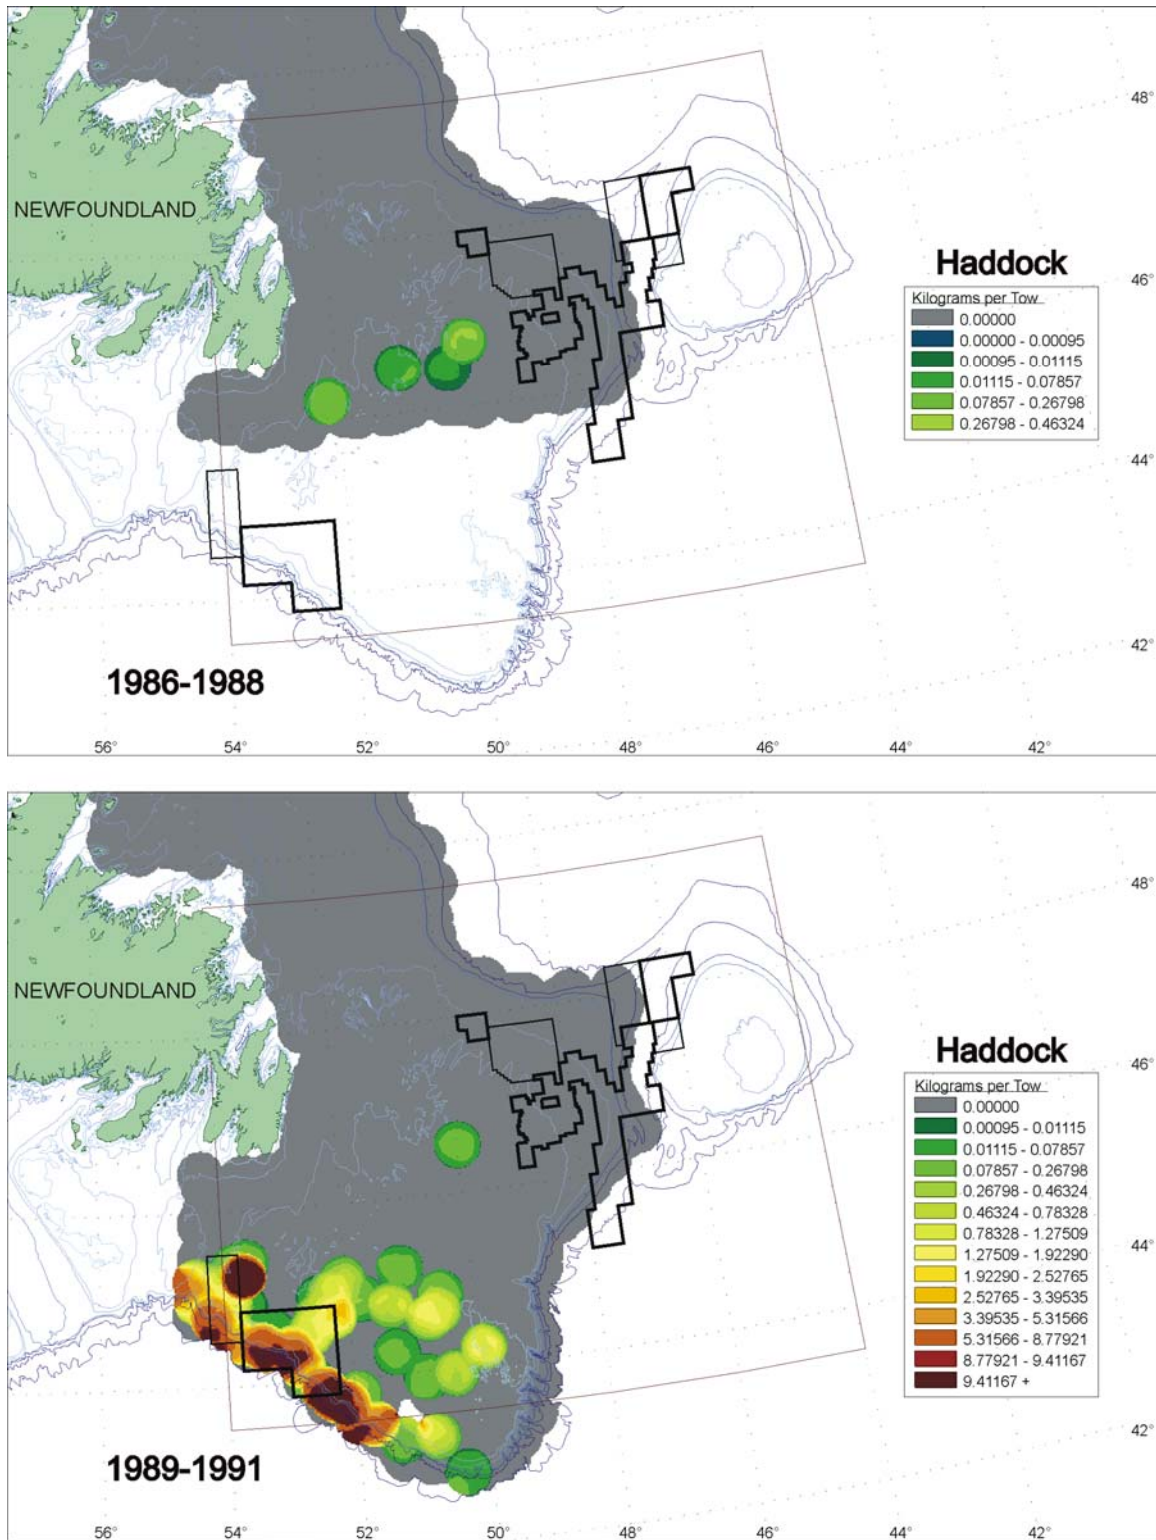 NEWFOUNDLAND
48°
Haddock
Kilograms per Tow
0.00000
0.00000 - 0.00095
0.00095 - 0.01115
0.01115 - 0.07857
0.07857 - 0.26798
0.26798 - 0.46324
46°
44°
42°
1986-1988
56° 54° 52° 50° 48° 46° 44° 42°
48°
NEWFOUNDLAND
46°
Haddock
Kilograms per Tow
0.00000
0.00095 - 0.01115
0.01115 - 0.07857
0.07857 - 0.26798
0.26798 - 0.46324
0.46324 - 0.78328
0.78328 - 1.27509
1.27509 - 1.92290
1.92290 - 2.52765
2.52765 - 3.39535
3.39535 - 5.31566
5.31566 - 8.77921
8.77921 - 9.41167
9.41167 +
44°
42°
1989-1991
56° 54° 52° 50° 48° 46° 44° 42°